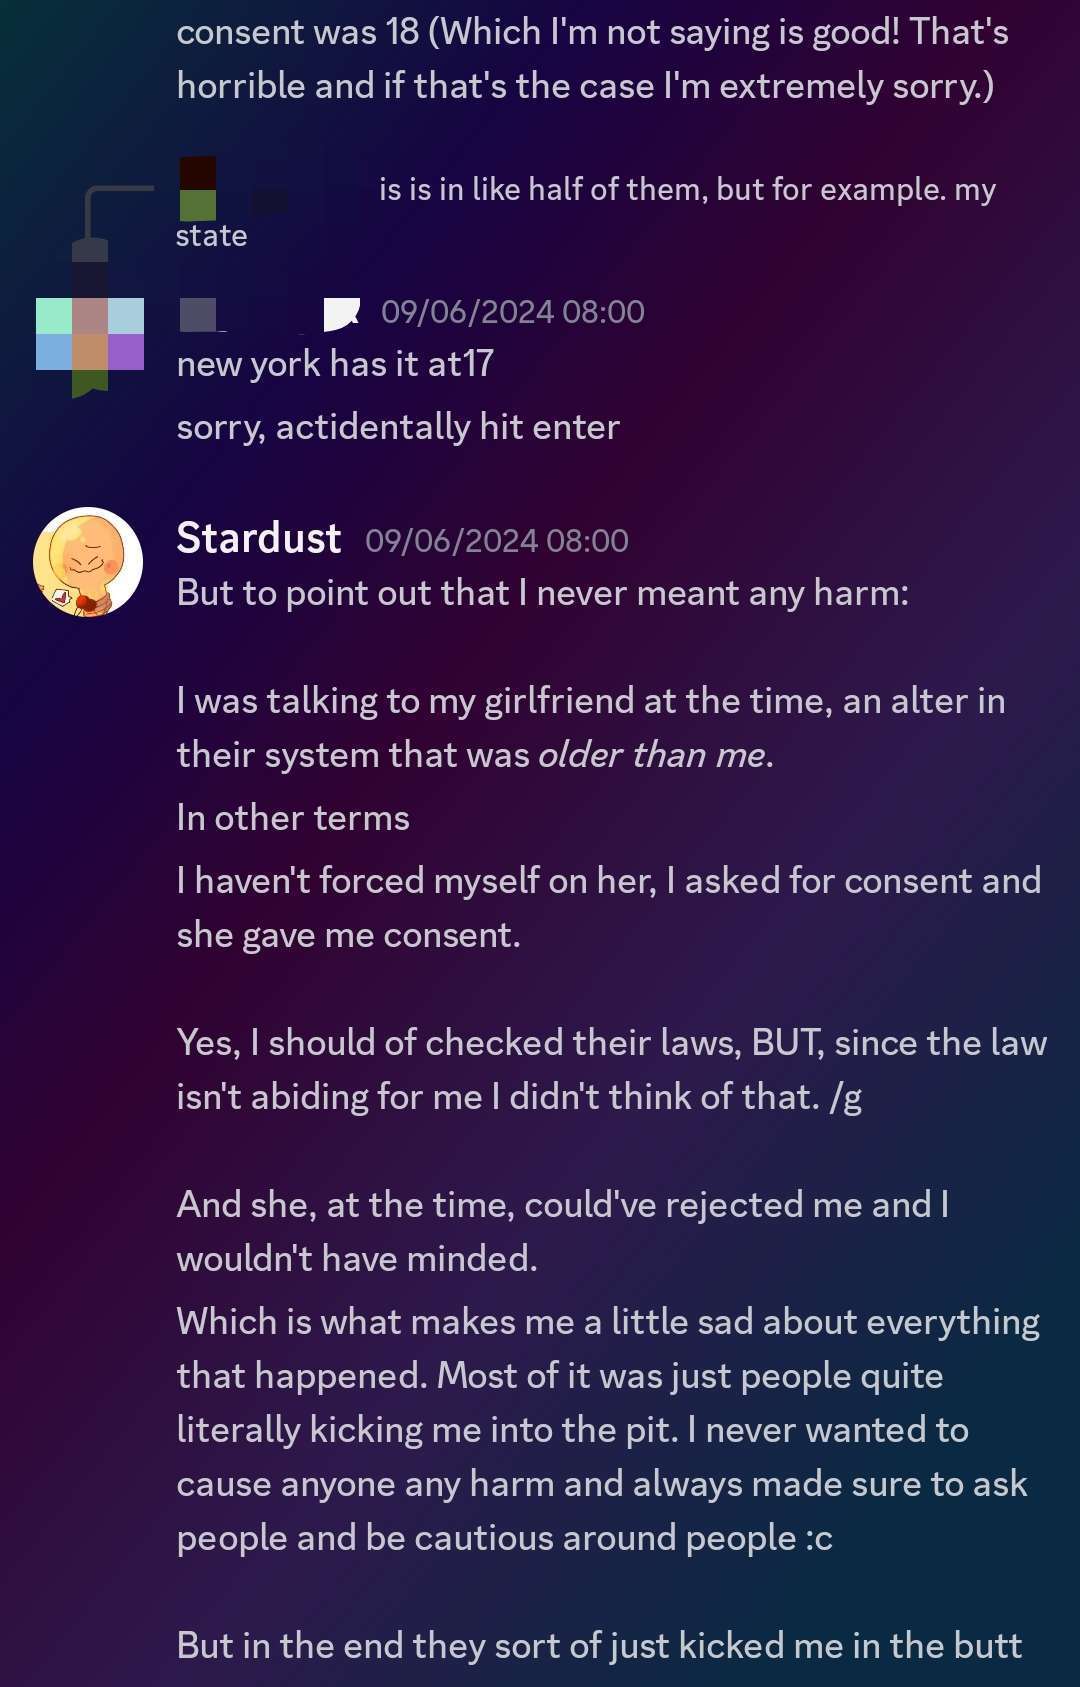 consent was 18 (Which I'm not saying is good! That's
horrible and if that's the case I'm extremely sorry.)
is is in like half of them, but for example. my
state
09/06/2024 08:00
new york has it at17
sorry, actidentally hit enter
Stardust 09/06/2024 08:00
But to point out that I never meant any harm:
I was talking to my girlfriend at the time, an alter in
their system that was older than me.
In other terms
I haven't forced myself on her, I asked for consent and
she gave me consent.
Yes, I should of checked their laws, BUT, since the law
isn't abiding for me I didn't think of that. /g
And she, at the time, could've rejected me and I
wouldn't have minded.
Which is what makes me a little sad about everything
that happened. Most of it was just people quite
literally kicking me into the pit. I never wanted to
cause anyone any harm and always made sure to ask
people and be cautious around people :c
But in the end they sort of just kicked me in the butt